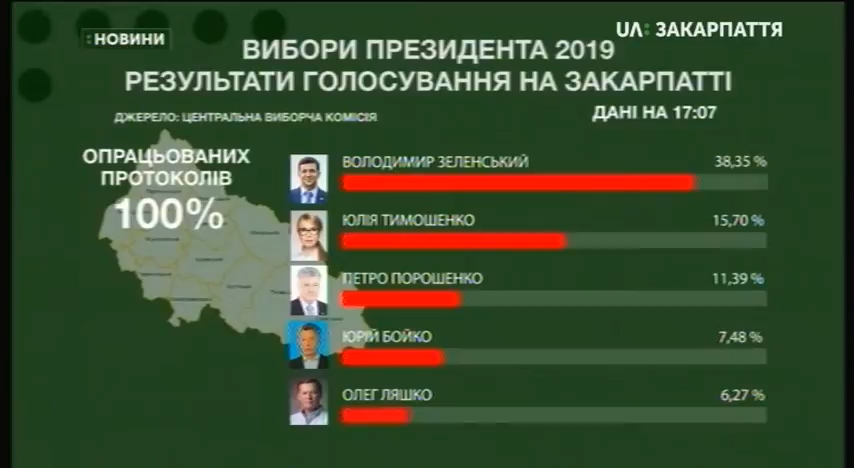 :НОВИНИ
UA: ЗАКАРПАТТЯ
ВИБОРИ ПРЕЗИДЕНТА 2019
РЕЗУЛЬТАТИ ГОЛОСУВАННЯ НА ЗАКАРПАТТІ
ДЖЕРЕЛО: ЦЕНТРАЛЬНА ВИБОРЧА КОМІСІЯ
ДАНІ НА 17:07
ОПРАЦЬОВАНИХ
ПРОТОКОЛІВ
100%
ВОЛОДИМИР ЗЕЛЕНСЬКИЙ 38,35 %
ЮЛІЯ ТИМОШЕНКО 15,70 %
ПЕТРО ПОРОШЕНКО 11,39 %
ЮРІЙ БОЙКО 7,48 %
ОЛЕГ ЛЯШКО 6,27 %